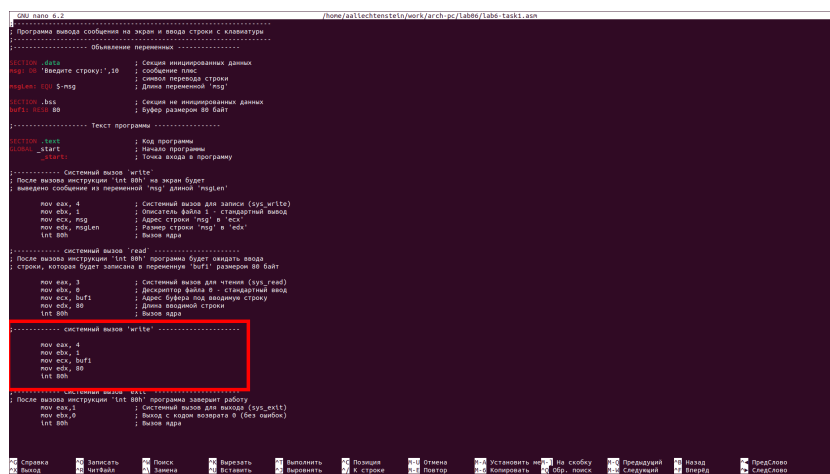 GNU nano 6.2 /home/aaliechtenstein/work/arch-pc/lab06/lab6-task1.asm
;---------------------------------------------------------------
; Программа вывода сообщения на экран и ввода строки с клавиатуры
;---------------------------------------------------------------
;------------------- Объявление переменных ----------------
SECTION .data ; Секция инициированных данных
msg: DB 'Введите строку:',10 ; сообщение плюс
; символ перевода строки
msgLen: EQU $-msg ; Длина переменной 'msg'
SECTION .bss ; Секция не инициированных данных
buf1: RESB 80 ; Буфер размером 80 байт
;------------------- Текст программы -----------------
SECTION .text ; Код программы
GLOBAL _start ; Начало программы
_start: ; Точка входа в программу
;------------ Системный вызов `write`
; После вызова инструкции 'int 80h' на экран будет
; выведено сообщение из переменной 'msg' длиной 'msgLen'
mov eax, 4 ; Системный вызов для записи (sys_write)
mov ebx, 1 ; Описатель файла 1 - стандартный вывод
mov ecx, msg ; Адрес строки 'msg' в 'ecx'
mov edx, msgLen ; Размер строки 'msg' в 'edx'
int 80h ; Вызов ядра
;------------ системный вызов `read` ----------------------
; После вызова инструкции 'int 80h' программа будет ожидать ввода
; строки, которая будет записана в переменную 'buf1' размером 80 байт
mov eax, 3 ; Системный вызов для чтения (sys_read)
mov ebx, 0 ; Дескриптор файла 0 - стандартный ввод
mov ecx, buf1 ; Адрес буфера под вводимую строку
mov edx, 80 ; Длина вводимой строки
int 80h ; Вызов ядра
;------------ системный вызов 'write' --------------------
mov eax, 4
mov ebx, 1
mov ecx, buf1
mov edx, 80
int 80h
;------------ Системный вызов `exit` ----------------------
; После вызова инструкции 'int 80h' программа завершит работу
mov eax,1 ; Системный вызов для выхода (sys_exit)
mov ebx,0 ; Выход с кодом возврата 0 (без ошибок)
int 80h ; Вызов ядра
^G Справка ^O Записать ^W Поиск ^K Вырезать ^T Выполнить ^C Позиция M-U Отмена M-A Установить ме M-] На скобку M-Q Предыдущий ^B Назад ПредСлово
^X Выход ^R ЧитФайл ^\ Замена ^U Вставить ^J Выровнять ^/ К строке M-E Повтор M-6 Копировать ^Q Обр. поиск M-W Следующий ^F Вперёд СледСлово